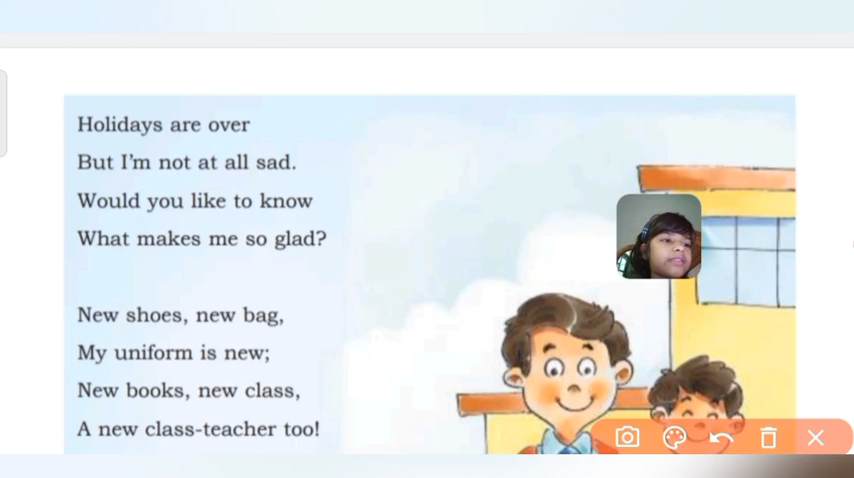 Holidays are over
But I'm not at all sad.
Would you like to know
What makes me so glad?
New shoes, new bag,
My uniform is new;
New books, new class,
A new class-teacher too!